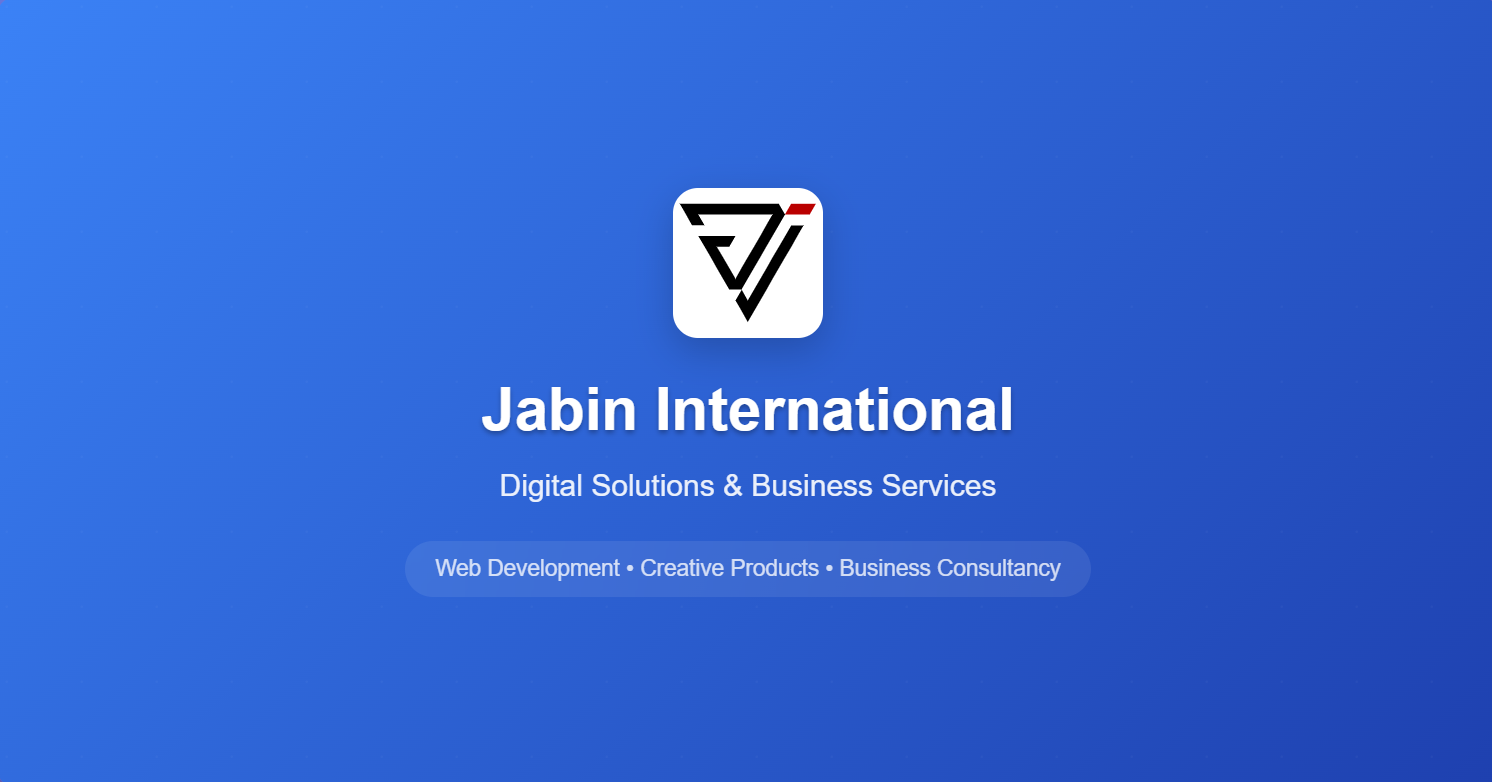 Jabin International
Digital Solutions & Business Services
Web Development • Creative Products • Business Consultancy